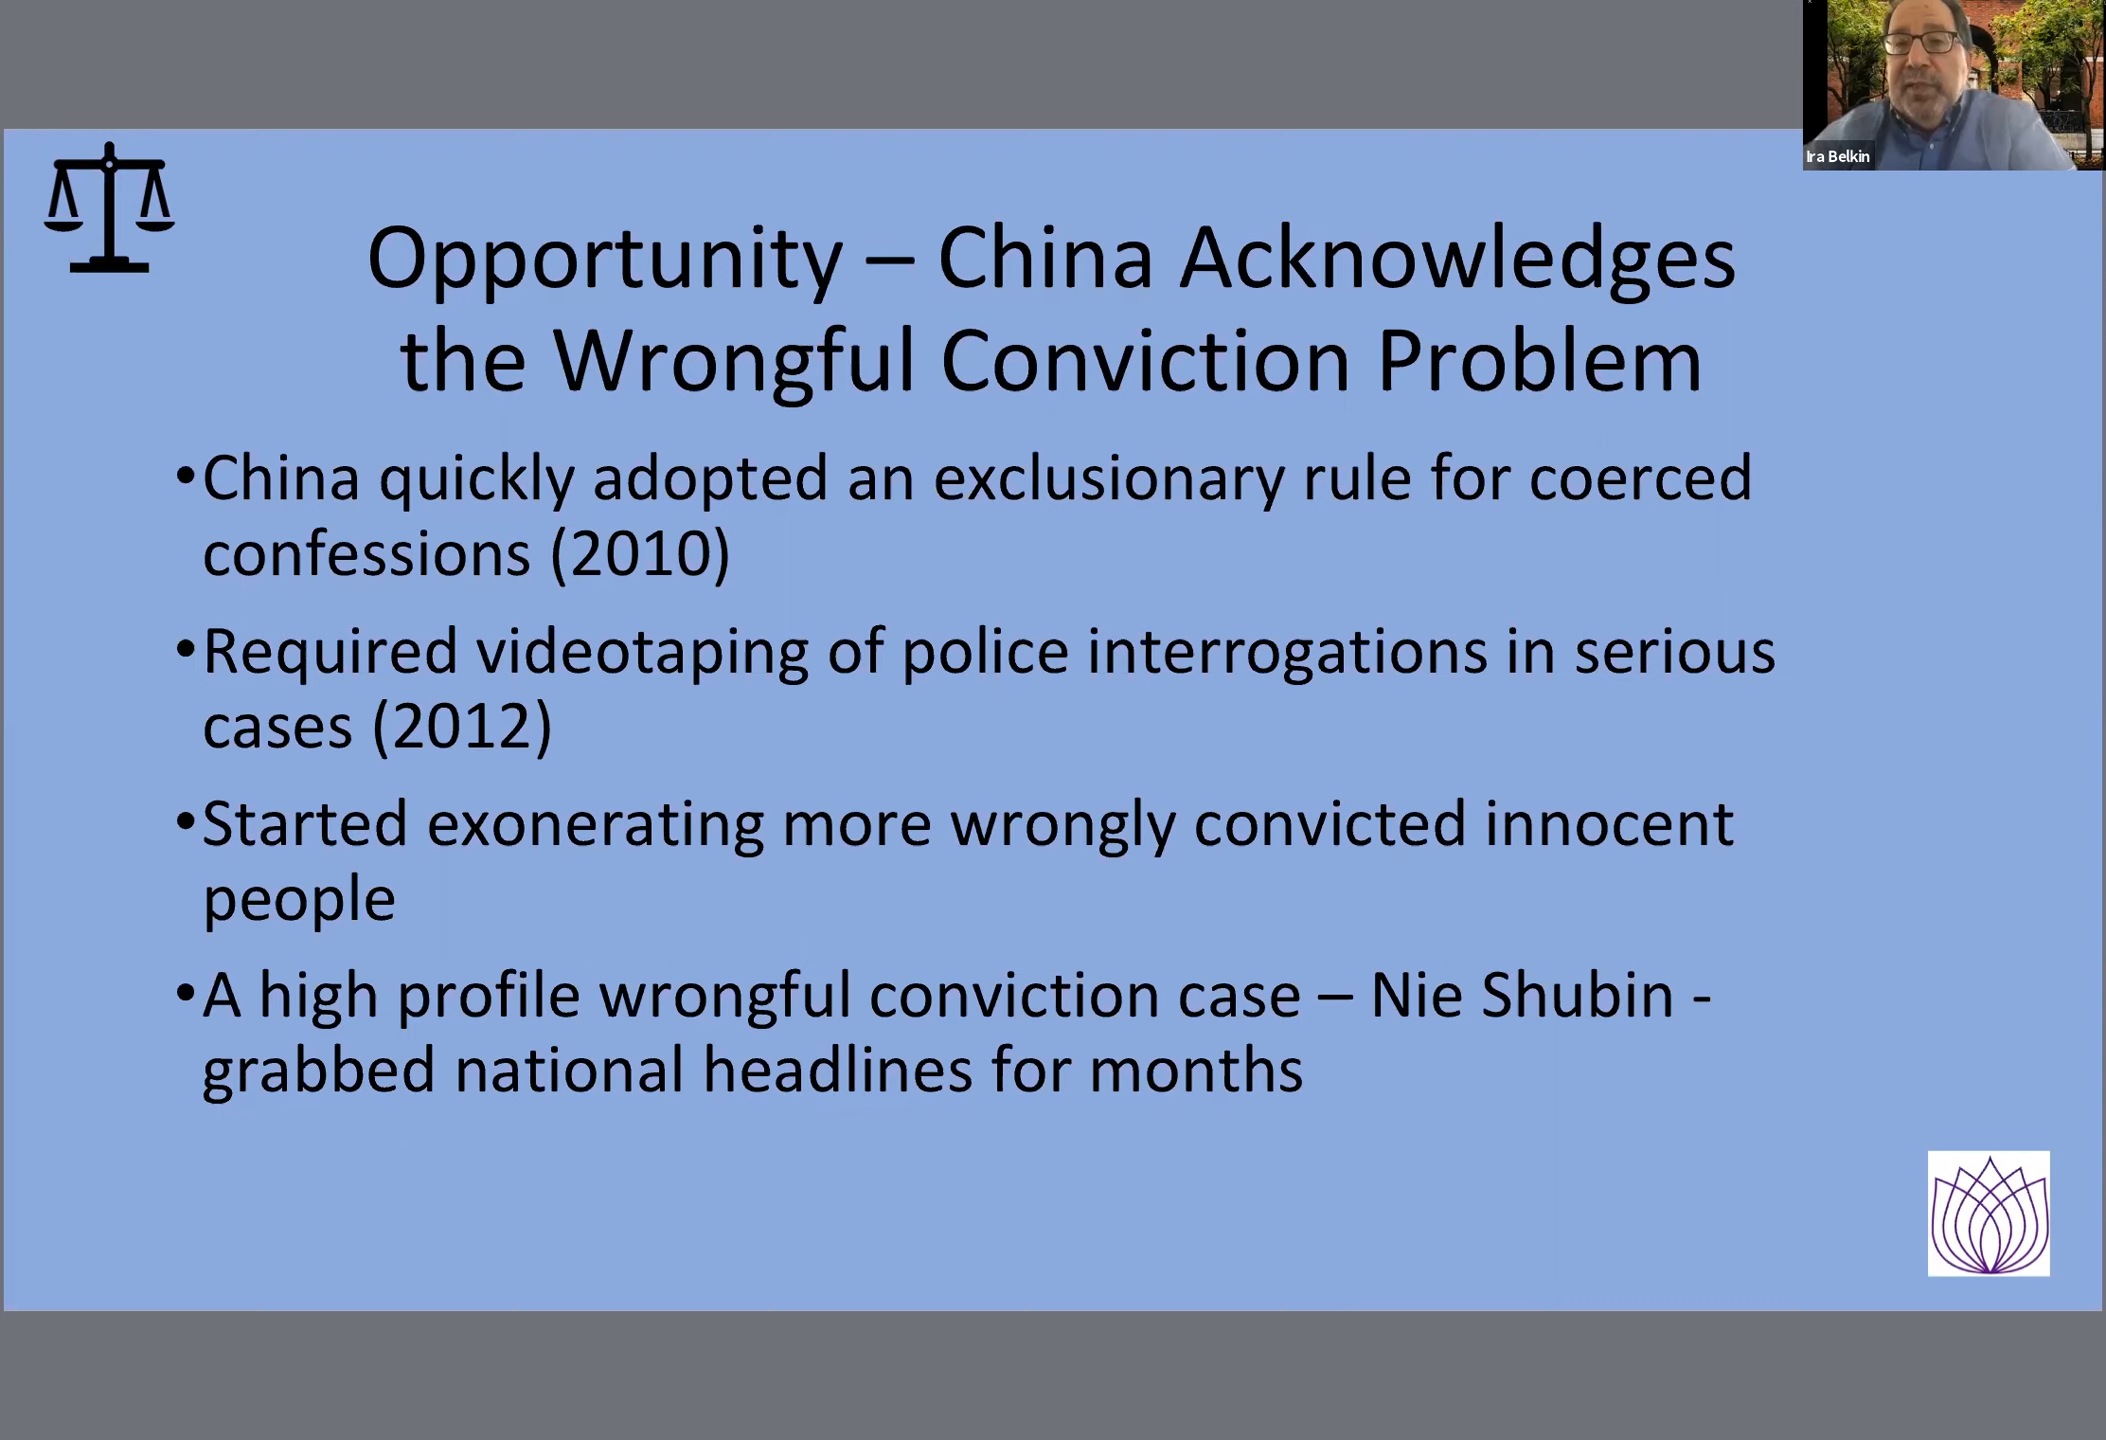 Ira Belkin
Opportunity – China Acknowledges
the Wrongful Conviction Problem
•China quickly adopted an exclusionary rule for coerced
confessions (2010)
•Required videotaping of police interrogations in serious
cases (2012)
•Started exonerating more wrongly convicted innocent
people
•A high profile wrongful conviction case – Nie Shubin -
grabbed national headlines for months